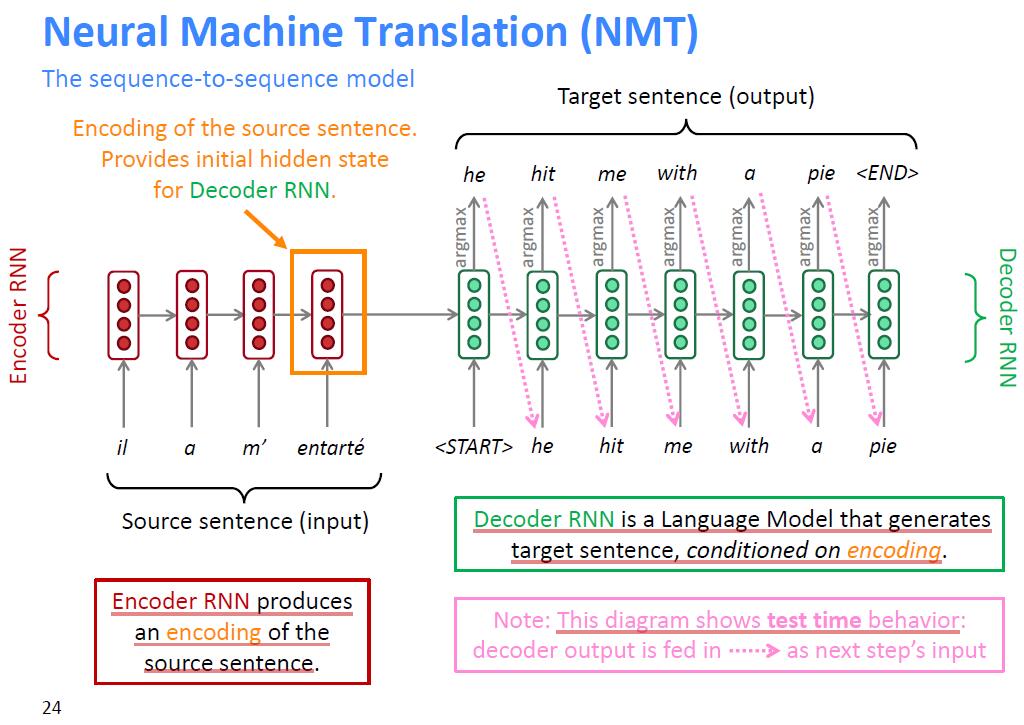 Neural Machine Translation (NMT)
The sequence-to-sequence model
Encoding of the source sentence.
Provides initial hidden state
for Decoder RNN.
Target sentence (output)
he hit me with a pie <END>
argmax argmax argmax argmax argmax argmax argmax
Encoder RNN
Decoder RNN
il a m’ entarté
<START> he hit me with a pie
Source sentence (input)
Decoder RNN is a Language Model that generates
target sentence, conditioned on encoding.
Encoder RNN produces
an encoding of the
source sentence.
Note: This diagram shows test time behavior:
decoder output is fed in as next step’s input
24